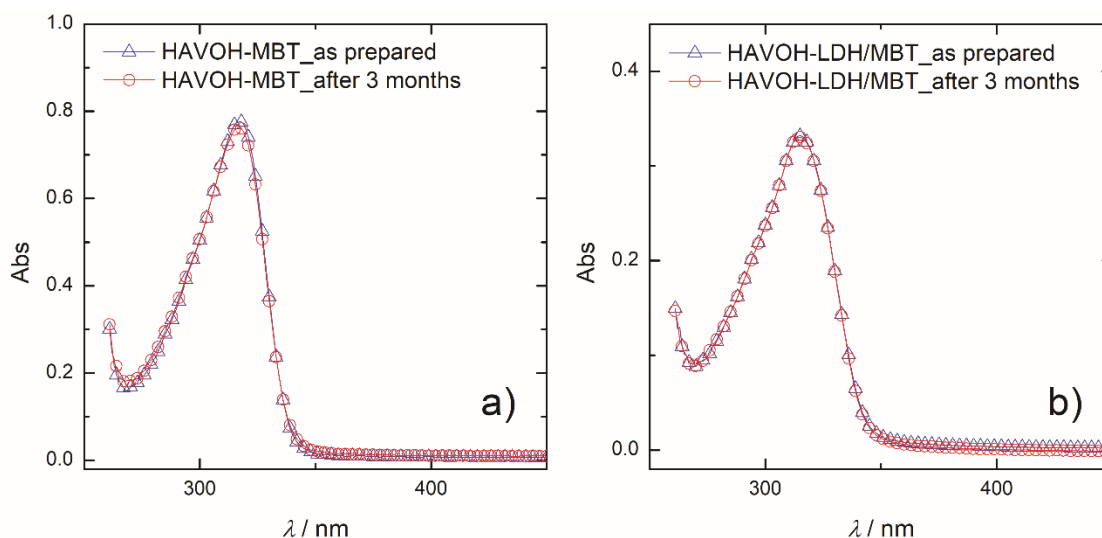 HAVOH-MBT_as prepared
HAVOH-MBT_after 3 months
1.0
0.8
0.6
0.4
0.2
0.0
Abs
300
400
λ / nm
a)
HAVOH-LDH/MBT_as prepared
HAVOH-LDH/MBT_after 3 months
0.4
0.2
0.0
Abs
300
400
λ / nm
b)